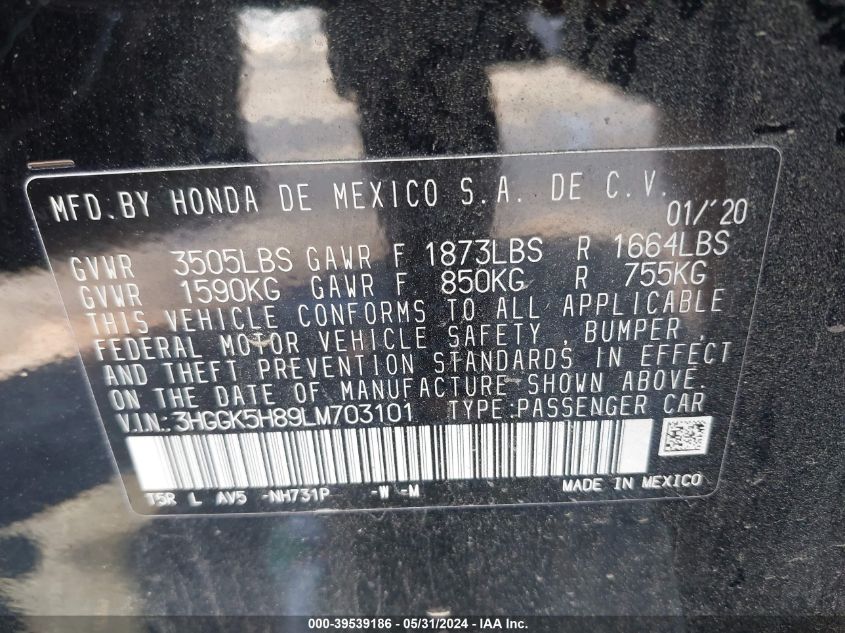 MFD.BY HONDA DE MEXICO S.A. DE C.V.
01/'20
GVWR 3505LBS GAWR F 1873LBS R 1664LBS
GVWR 1590KG GAWR F 850KG R 755KG
THIS VEHICLE CONFORMS TO ALL APPLICABLE
FEDERAL MOTOR VEHICLE SAFETY , BUMPER ,
AND THEFT PREVENTION STANDARDS IN EFFECT
ON THE DATE OF MANUFACTURE SHOWN ABOVE.
V.I.N:3HGGK5H89LM703101 TYPE:PASSENGER CAR
T5R L AV5 -NH731P -W -M MADE IN MEXICO
000-39539186 - 05/31/2024 - IAA Inc.